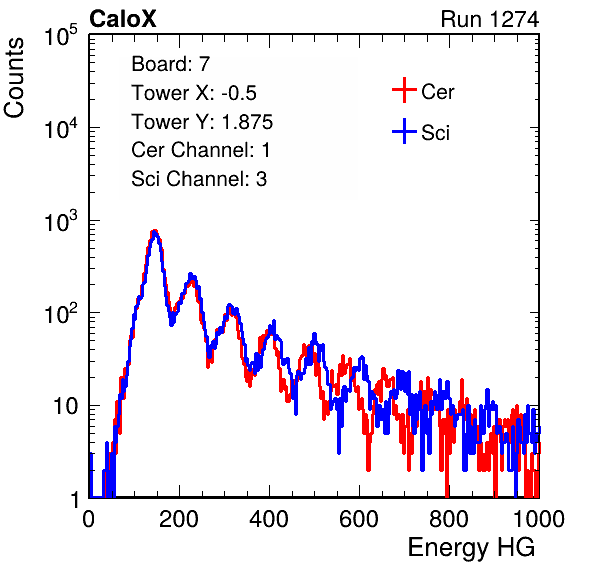 CaloX Run 1274
Counts
10^5
10^4
10^3
10^2
10
1
Board: 7
Tower X: -0.5
Tower Y: 1.875
Cer Channel: 1
Sci Channel: 3
Cer
Sci
0 200 400 600 800 1000
Energy HG